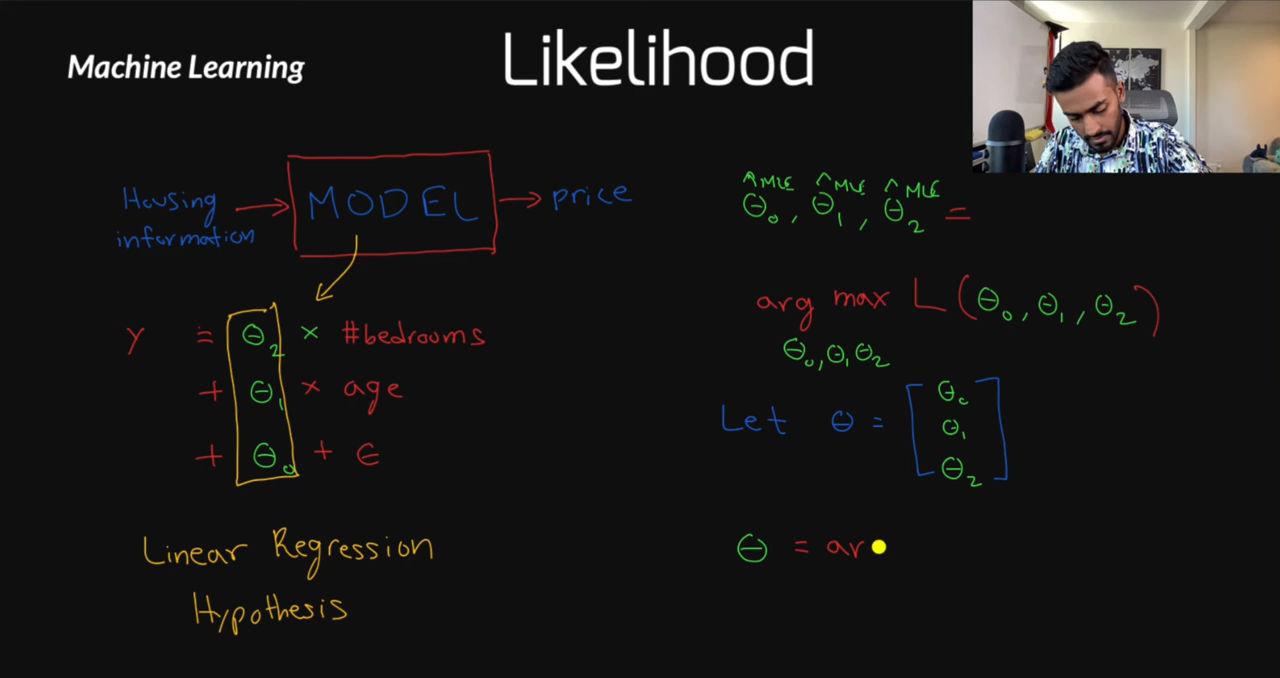 Machine Learning
Likelihood
Housing information → MODEL → price
y = Θ₂ × #bedrooms
+ Θ₁ × age
+ Θ₀ + ϵ
Linear Regression
Hypothesis
Θ̂₀ᴹᴸᴱ, Θ̂₁ᴹᴸᴱ, Θ̂₂ᴹᴸᴱ =
arg max L(Θ₀, Θ₁, Θ₂)
Θ₀, Θ₁ Θ₂
Let Θ = [Θ₀
Θ₁
Θ₂]
Θ = ar